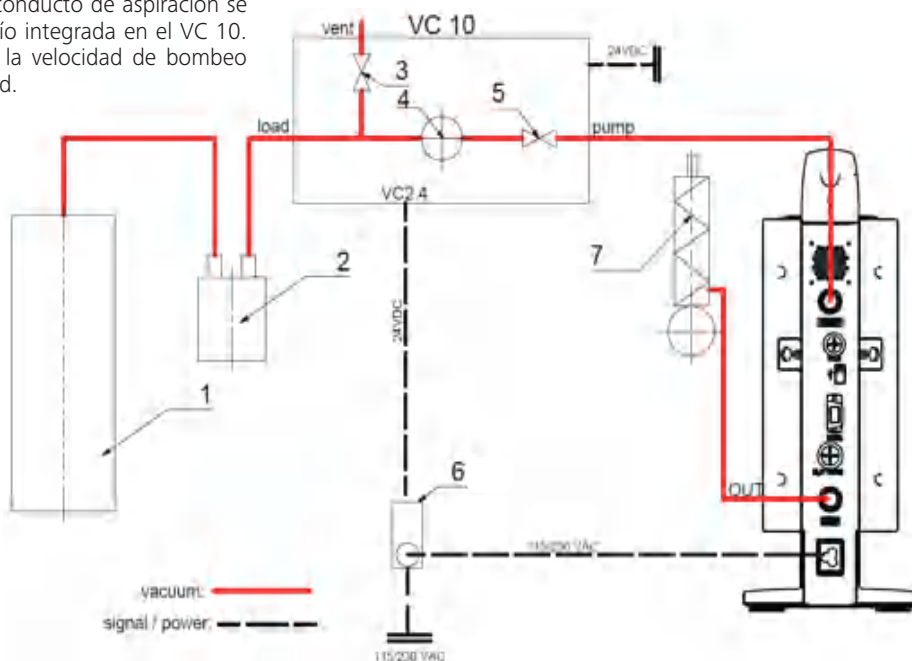 conducto de aspiración se
ío integrada en el VC 10.
la velocidad de bombeo
d.
vent
VC 10
24VDC
3
4
5
load
pump
VC2.4
7
2
24VDC
1
6
OUT
115/230 VAC
vacuum:
signal / power:
115/230 VAC